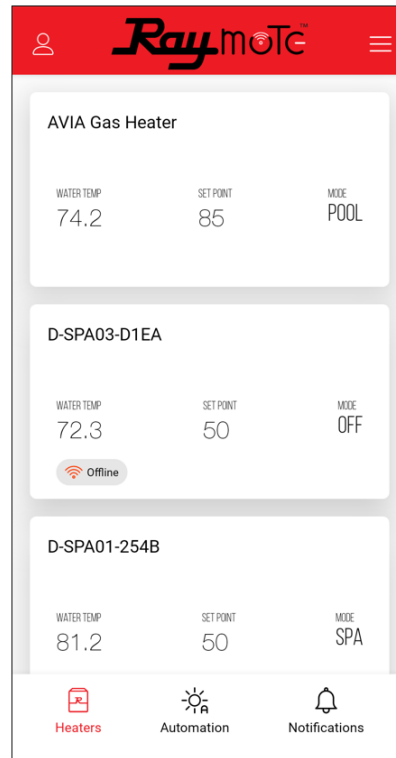 RaymoTe™
AVIA Gas Heater
WATER TEMP SET POINT MODE
74.2 85 POOL
D-SPA03-D1EA
WATER TEMP SET POINT MODE
72.3 50 OFF
Offline
D-SPA01-254B
WATER TEMP SET POINT MODE
81.2 50 SPA
Heaters Automation Notifications